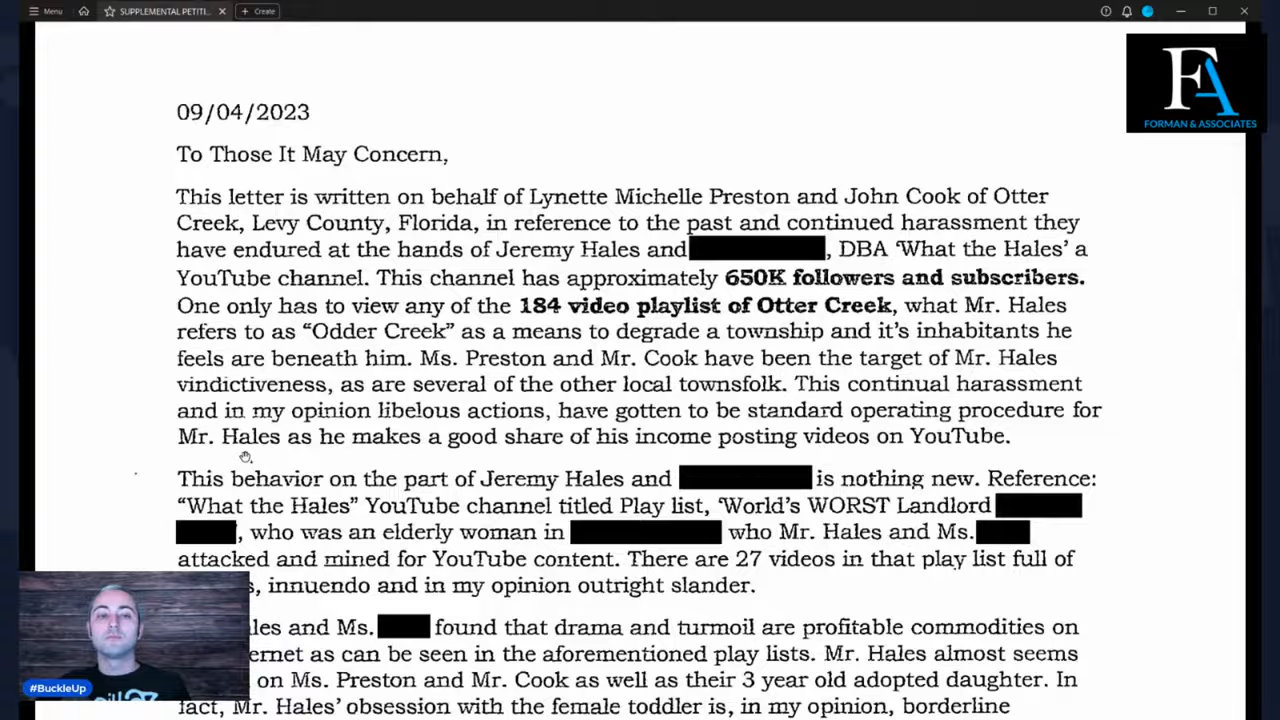 Menu
SUPPLEMENTAL PETITI...
Create
FA
FORMAN & ASSOCIATES
09/04/2023
To Those It May Concern,
This letter is written on behalf of Lynette Michelle Preston and John Cook of Otter
Creek, Levy County, Florida, in reference to the past and continued harassment they
have endured at the hands of Jeremy Hales and , DBA 'What the Hales' a
YouTube channel. This channel has approximately 650K followers and subscribers.
One only has to view any of the 184 video playlist of Otter Creek, what Mr. Hales
refers to as "Odder Creek" as a means to degrade a township and it's inhabitants he
feels are beneath him. Ms. Preston and Mr. Cook have been the target of Mr. Hales
vindictiveness, as are several of the other local townsfolk. This continual harassment
and in my opinion libelous actions, have gotten to be standard operating procedure for
Mr. Hales as he makes a good share of his income posting videos on YouTube.
This behavior on the part of Jeremy Hales and is nothing new. Reference:
"What the Hales" YouTube channel titled Play list, 'World's WORST Landlord
, who was an elderly woman in who Mr. Hales and Ms.
attacked and mined for YouTube content. There are 27 videos in that play list full of
s, innuendo and in my opinion outright slander.
les and Ms. found that drama and turmoil are profitable commodities on
ernet as can be seen in the aforementioned play lists. Mr. Hales almost seems
on Ms. Preston and Mr. Cook as well as their 3 year old adopted daughter. In
fact, Mr. Hales' obsession with the female toddler is, in my opinion, borderline
#BuckleUp